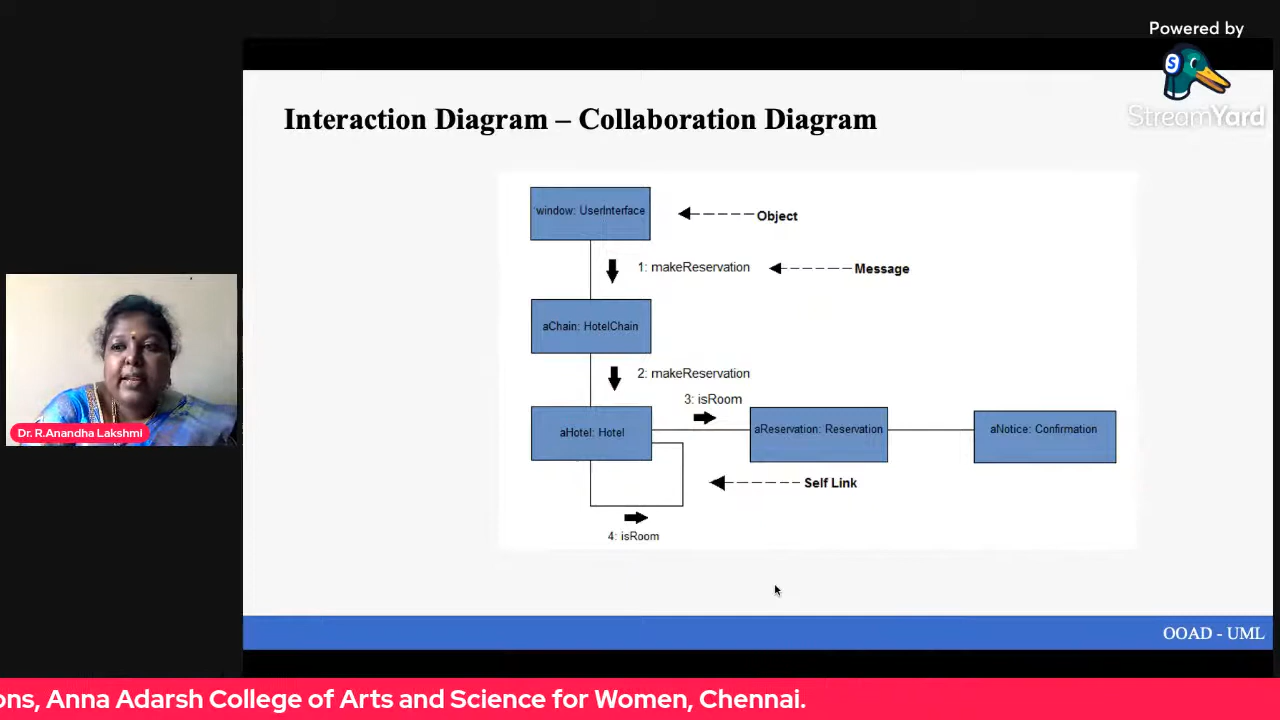 Powered by
StreamYard
Interaction Diagram – Collaboration Diagram
window: UserInterface
Object
1: makeReservation
Message
aChain: HotelChain
2: makeReservation
3: isRoom
aHotel: Hotel
aReservation: Reservation
aNotice: Confirmation
Self Link
4: isRoom
Dr. R.Anandha Lakshmi
OOAD - UML
ons, Anna Adarsh College of Arts and Science for Women, Chennai.